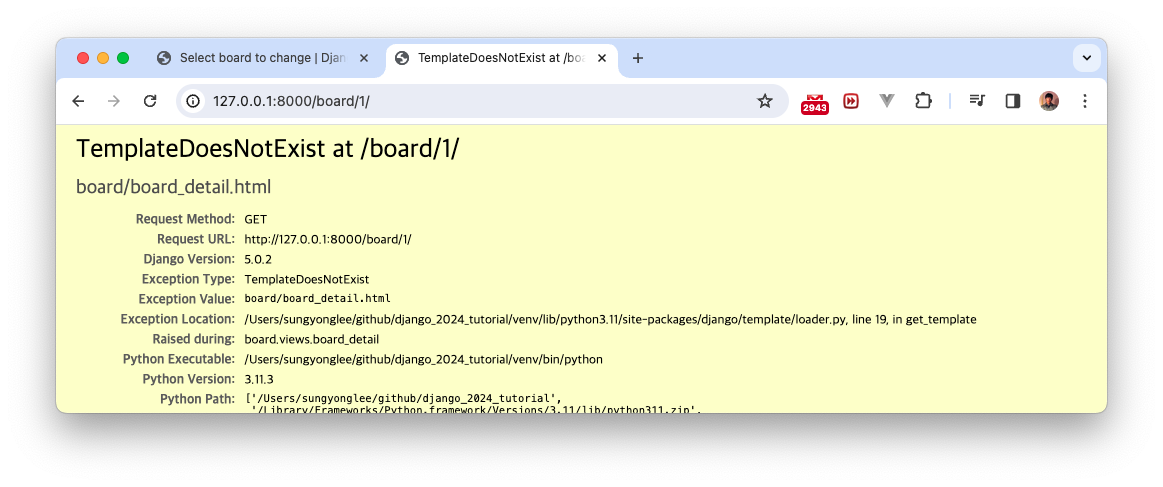 Select board to change | Djan
TemplateDoesNotExist at /boa
127.0.0.1:8000/board/1/
2943
TemplateDoesNotExist at /board/1/
board/board_detail.html
Request Method: GET
Request URL: http://127.0.0.1:8000/board/1/
Django Version: 5.0.2
Exception Type: TemplateDoesNotExist
Exception Value: board/board_detail.html
Exception Location: /Users/sungyonglee/github/django_2024_tutorial/venv/lib/python3.11/site-packages/django/template/loader.py, line 19, in get_template
Raised during: board.views.board_detail
Python Executable: /Users/sungyonglee/github/django_2024_tutorial/venv/bin/python
Python Version: 3.11.3
Python Path: ['/Users/sungyonglee/github/django_2024_tutorial',
'/Library/Frameworks/Python.framework/Versions/3.11/lib/python311.zip',